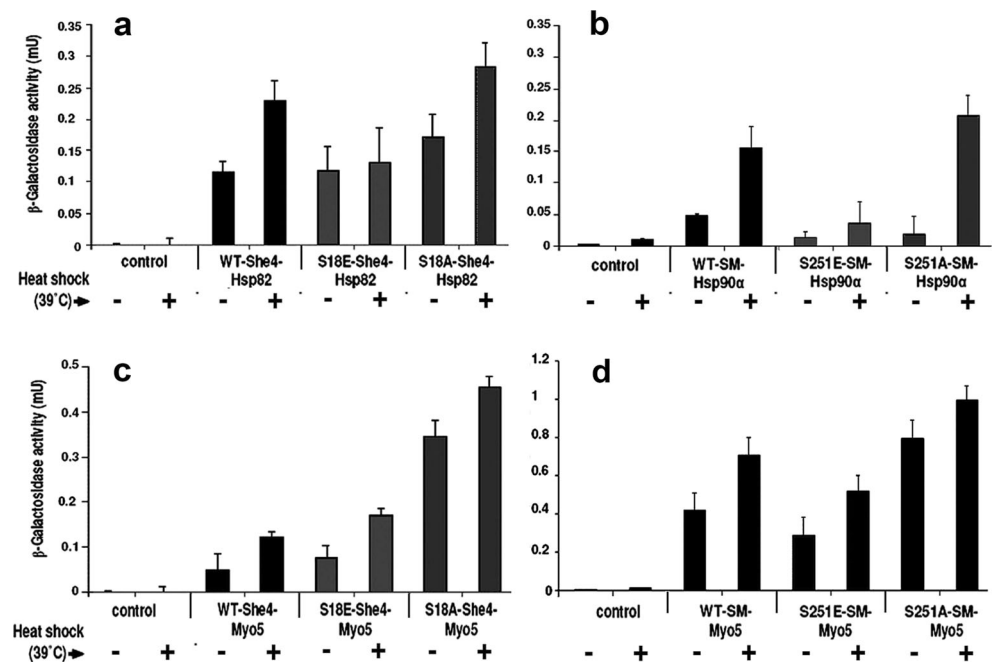 a
β-Galactosidase activity (mU)
0.35
0.3
0.25
0.2
0.15
0.1
0.05
0
control
WT-She4-
Hsp82
S18E-She4-
Hsp82
S18A-She4-
Hsp82
Heat shock
(39˚C)
- + - + - + - +
b
0.35
0.3
0.25
0.2
0.15
0.1
0.05
0
control
WT-SM-
Hsp90α
S251E-SM-
Hsp90α
S251A-SM-
Hsp90α
- + - + - + - +
c
β-Galactosidase activity (mU)
0.5
0.4
0.2
0.1
0
control
WT-She4-
Myo5
S18E-She4-
Myo5
S18A-She4-
Myo5
Heat shock
(39˚C)
- + - + - + - +
d
1.2
1
0.8
0.6
0.4
0.2
0
control
WT-SM-
Myo5
S251E-SM-
Myo5
S251A-SM-
Myo5
- + - + - + - +